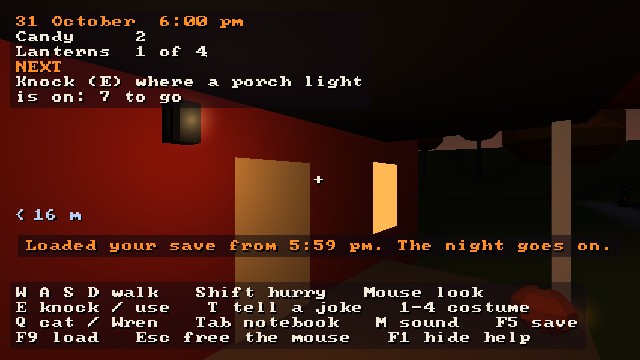 31 October  6:00 pm
Candy     2
Lanterns  1 of 4
NEXT
Knock (E) where a porch light
is on: 7 to go
< 16 m
Loaded your save from 5:59 pm. The night goes on.
W A S D walk   Shift hurry   Mouse look
E knock / use   T tell a joke   1-4 costume
Q cat / Wren   Tab notebook   M sound   F5 save
F9 load   Esc free the mouse   F1 hide help